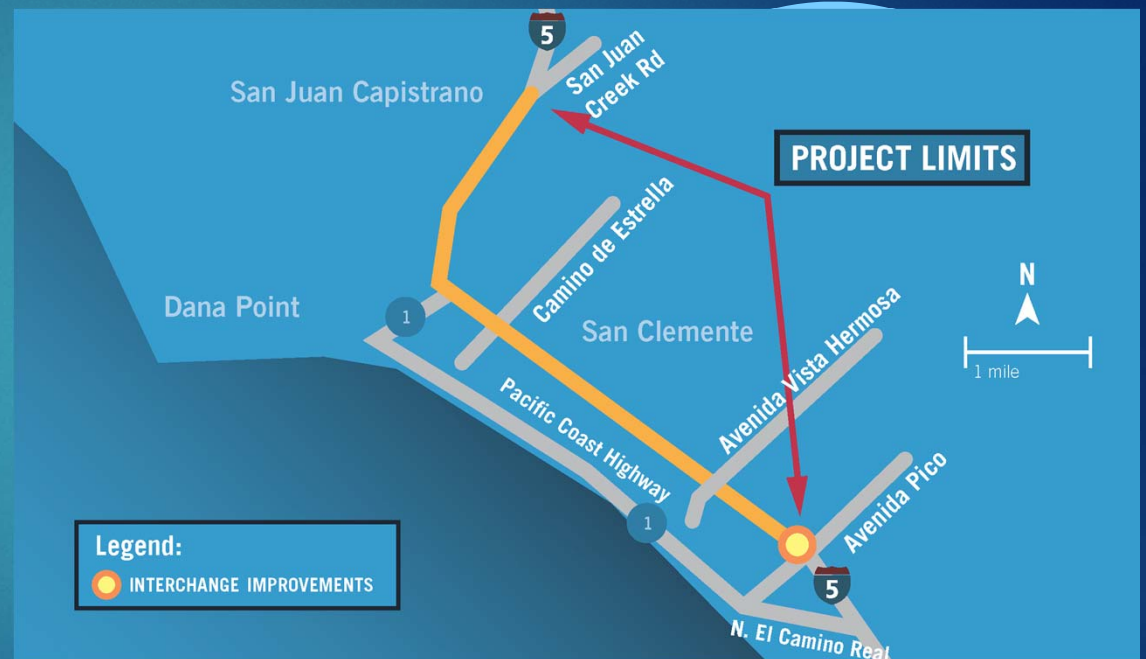 5
San Juan
Creek Rd
San Juan Capistrano
PROJECT LIMITS
Camino de Estrella
N
Dana Point
1
San Clemente
Avenida Vista Hermosa
1 mile
Pacific Coast Highway
1
Avenida Pico
Legend:
INTERCHANGE IMPROVEMENTS
5
N. El Camino Real